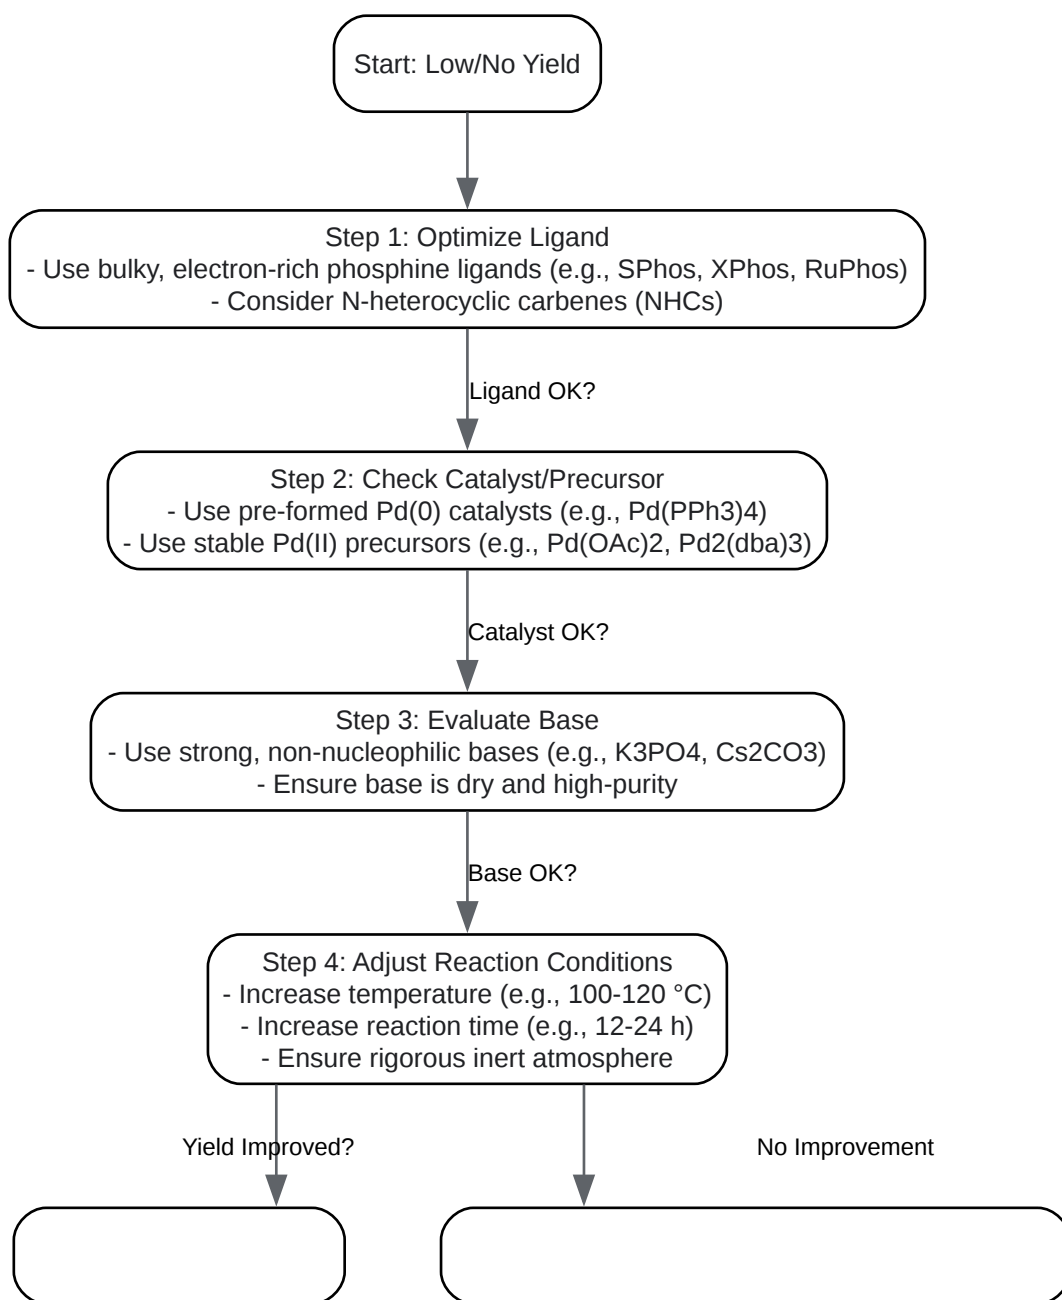 Start: Low/No Yield
Step 1: Optimize Ligand
- Use bulky, electron-rich phosphine ligands (e.g., SPhos, XPhos, RuPhos)
- Consider N-heterocyclic carbenes (NHCs)
Ligand OK?
Step 2: Check Catalyst/Precursor
- Use pre-formed Pd(0) catalysts (e.g., Pd(PPh3)4)
- Use stable Pd(II) precursors (e.g., Pd(OAc)2, Pd2(dba)3)
Catalyst OK?
Step 3: Evaluate Base
- Use strong, non-nucleophilic bases (e.g., K3PO4, Cs2CO3)
- Ensure base is dry and high-purity
Base OK?
Step 4: Adjust Reaction Conditions
- Increase temperature (e.g., 100-120 °C)
- Increase reaction time (e.g., 12-24 h)
- Ensure rigorous inert atmosphere
Yield Improved?
No Improvement